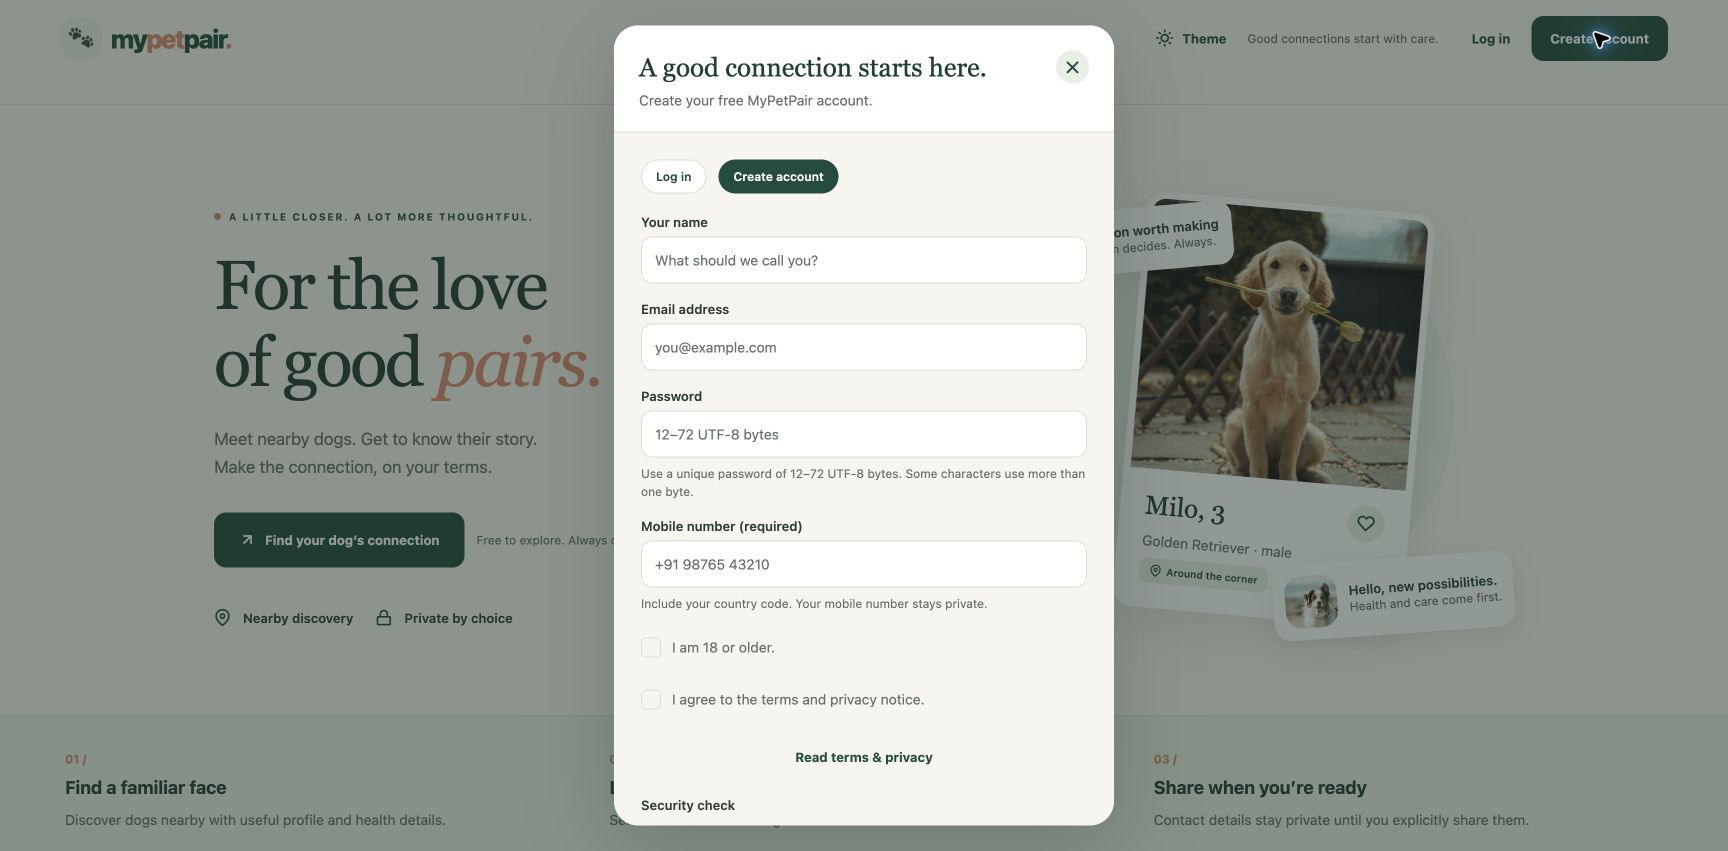 mypetpair.
Theme
Good connections start with care.
Log in
Create account
A LITTLE CLOSER. A LOT MORE THOUGHTFUL.
For the love
of good pairs.
Meet nearby dogs. Get to know their story.
Make the connection, on your terms.
Find your dog’s connection
Free to explore. Always
Nearby discovery
Private by choice
A good connection starts here.
Create your free MyPetPair account.
Log in
Create account
Your name
What should we call you?
Email address
you@example.com
Password
12–72 UTF-8 bytes
Use a unique password of 12–72 UTF-8 bytes. Some characters use more than
one byte.
Mobile number (required)
+91 98765 43210
Include your country code. Your mobile number stays private.
I am 18 or older.
I agree to the terms and privacy notice.
Read terms & privacy
Security check
on worth making
decides. Always.
Milo, 3
Golden Retriever · male
Around the corner
Hello, new possibilities.
Health and care come first.
01 /
Find a familiar face
Discover dogs nearby with useful profile and health details.
03 /
Share when you’re ready
Contact details stay private until you explicitly share them.